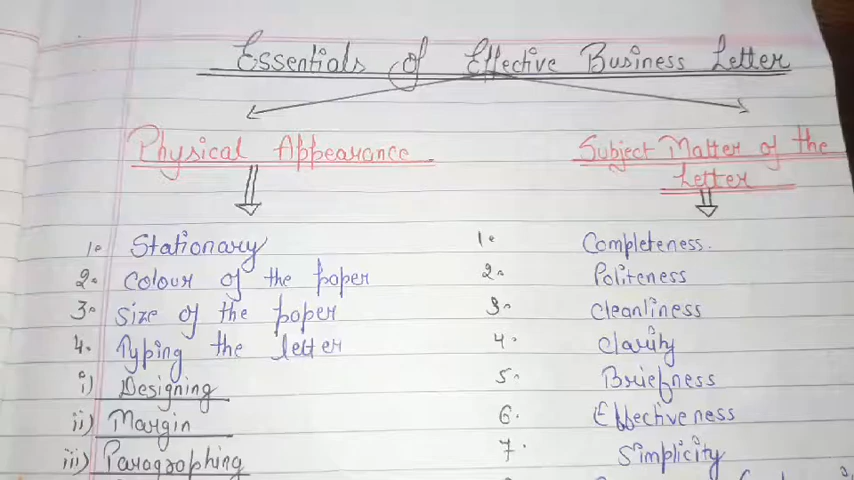 Essentials of Effective Business Letter
Physical Appearance
1. Stationary
2. Colour of the paper
3. Size of the paper
4. Typing the letter
i) Designing
ii) Margin
iii) Paragraphing
Subject Matter of the
Letter
1. Completeness.
2. Politeness
3. Cleanliness
4. Clarity
5. Briefness
6. Effectiveness
7. Simplicity